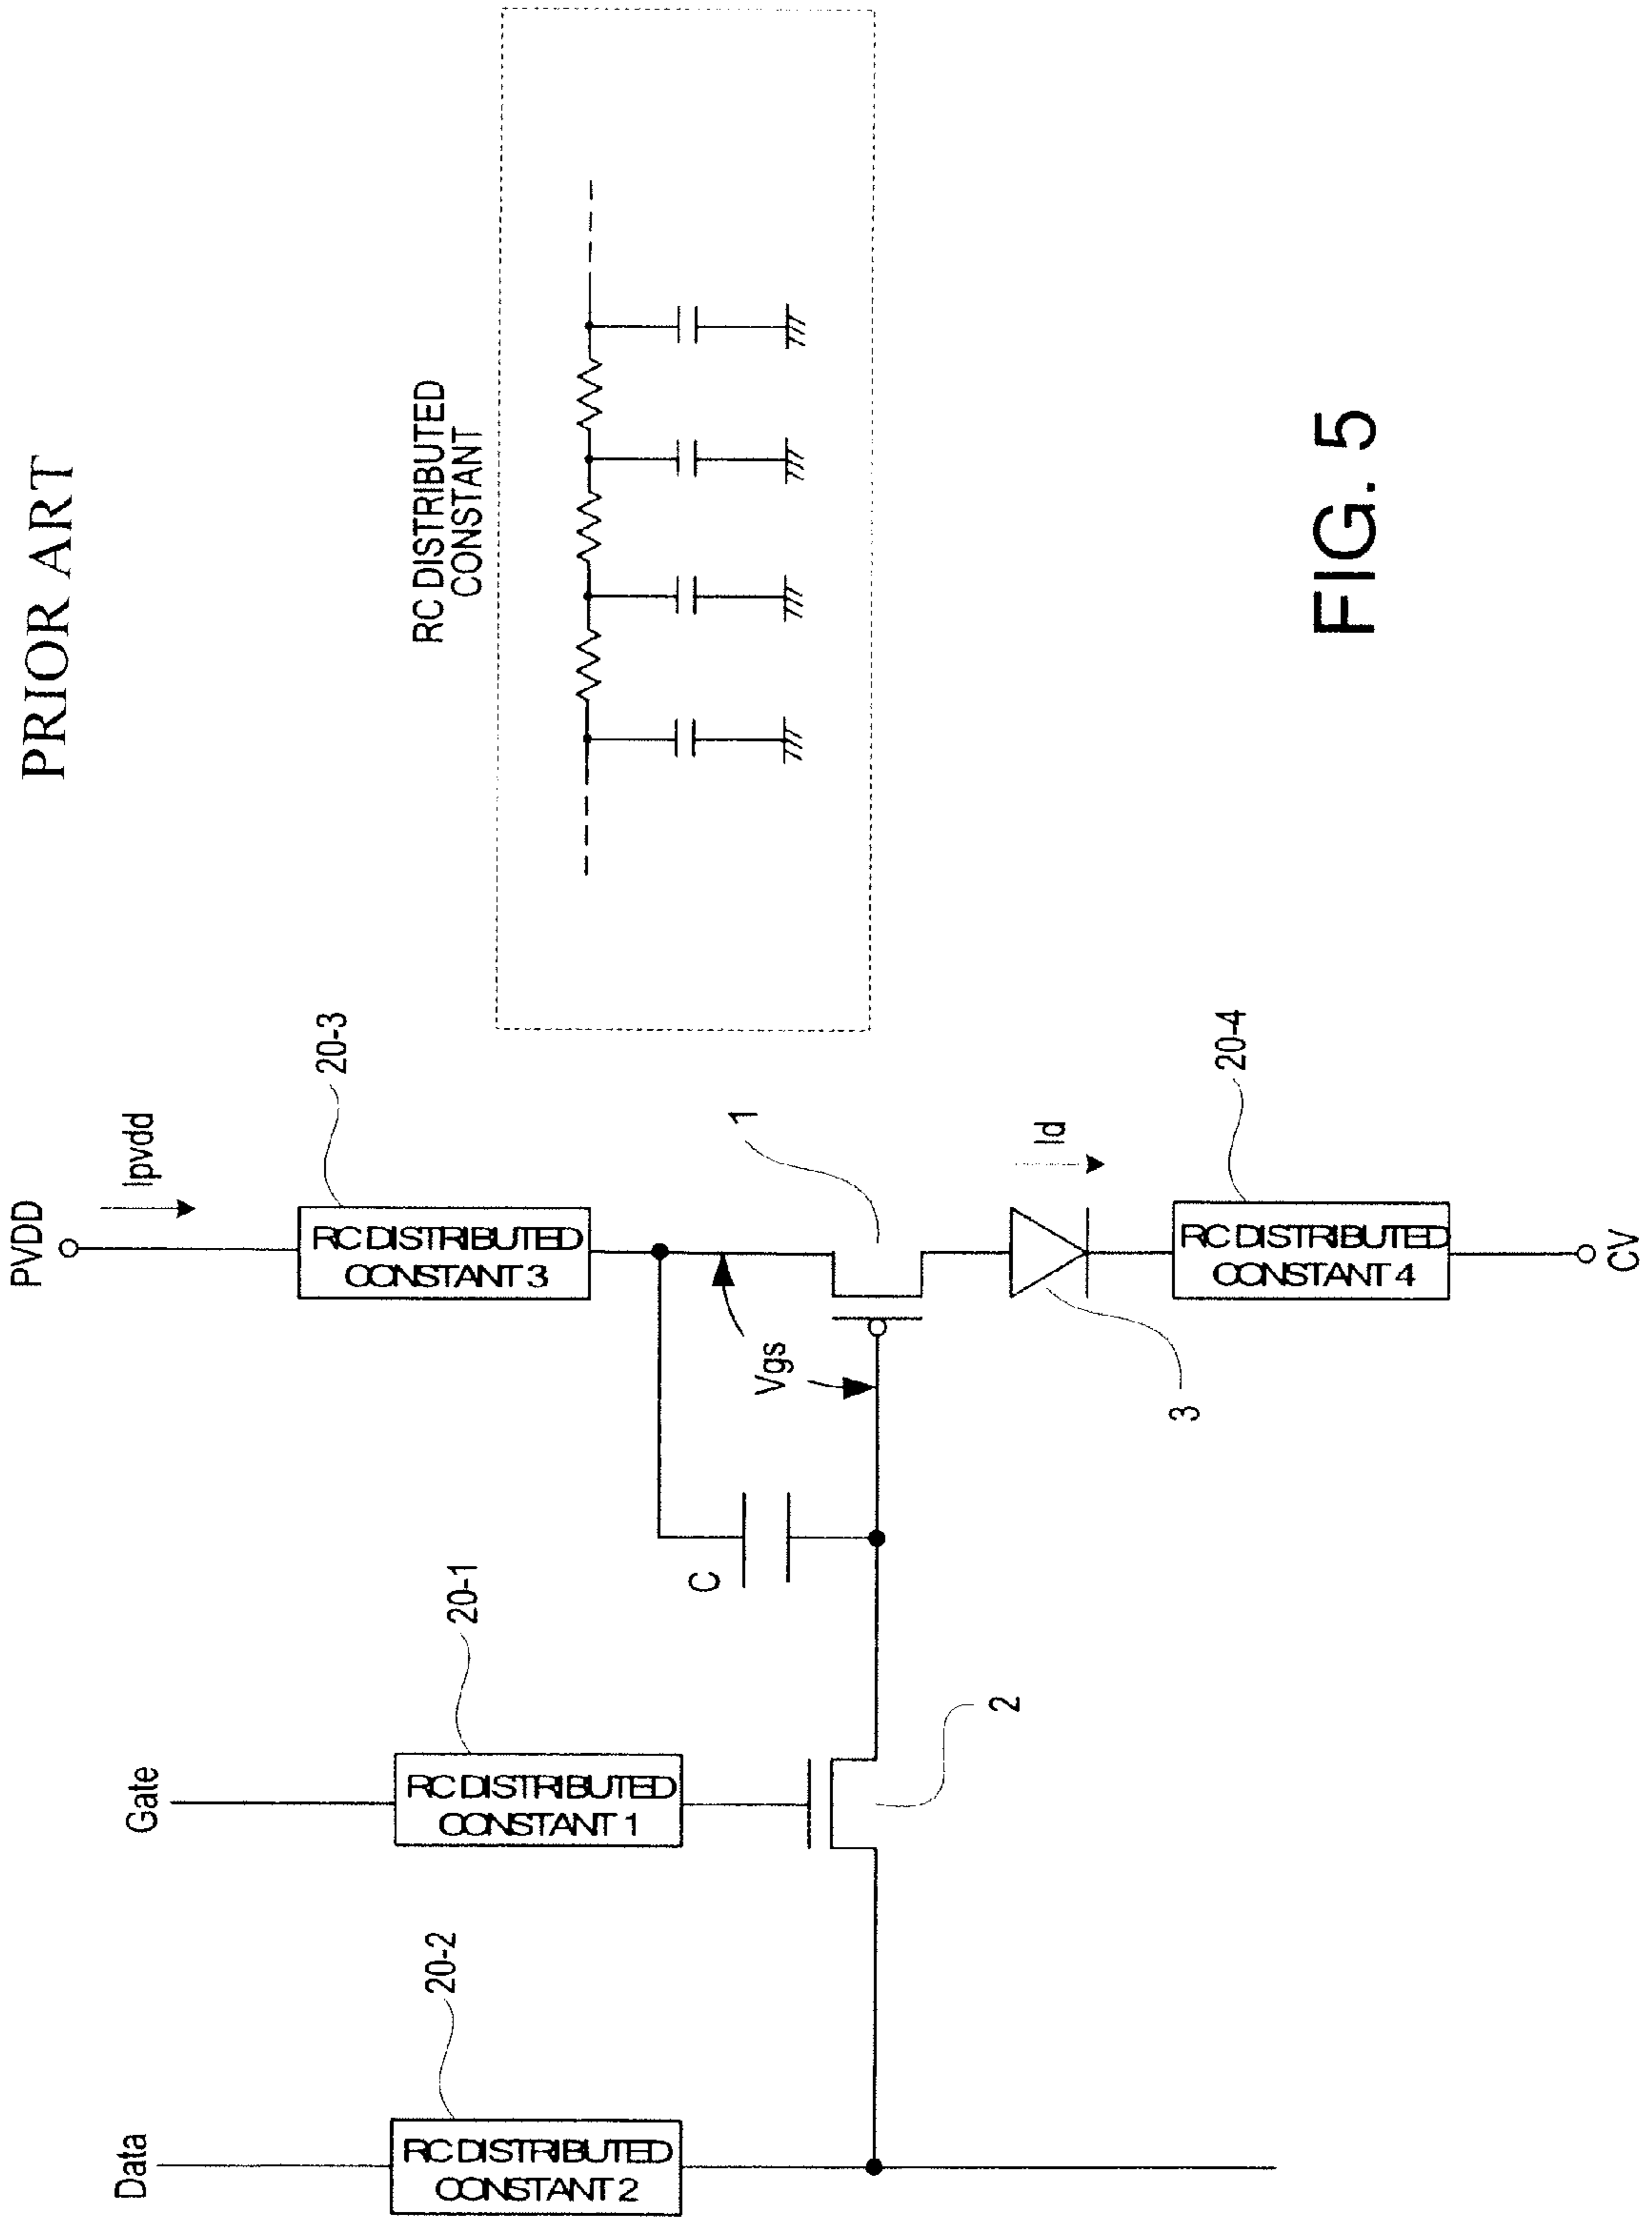 PRIOR ART
RC DISTRIBUTED
CONSTANT
PVDD
Ipvdd
20-3
RC DISTRIBUTED
CONSTANT 3
Vgs
1
Id
3
20-4
RC DISTRIBUTED
CONSTANT 4
CV
C
Gate
20-1
RC DISTRIBUTED
CONSTANT 1
2
Data
20-2
RC DISTRIBUTED
CONSTANT 2
FIG. 5